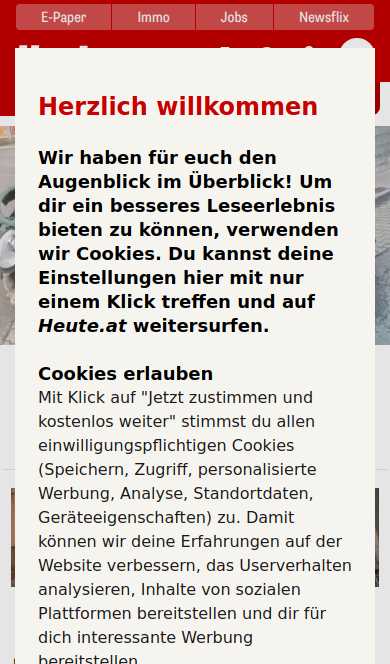 E-Paper
Immo
Jobs
Newsflix
Herzlich willkommen
Wir haben für euch den
Augenblick im Überblick! Um
dir ein besseres Leseerlebnis
bieten zu können, verwenden
wir Cookies. Du kannst deine
Einstellungen hier mit nur
einem Klick treffen und auf
Heute.at weitersurfen.
Cookies erlauben
Mit Klick auf "Jetzt zustimmen und
kostenlos weiter" stimmst du allen
einwilligungspflichtigen Cookies
(Speichern, Zugriff, personalisierte
Werbung, Analyse, Standortdaten,
Geräteeigenschaften) zu. Damit
können wir deine Erfahrungen auf der
Website verbessern, das Userverhalten
analysieren, Inhalte von sozialen
Plattformen bereitstellen und dir für
dich interessante Werbung
bereitstellen